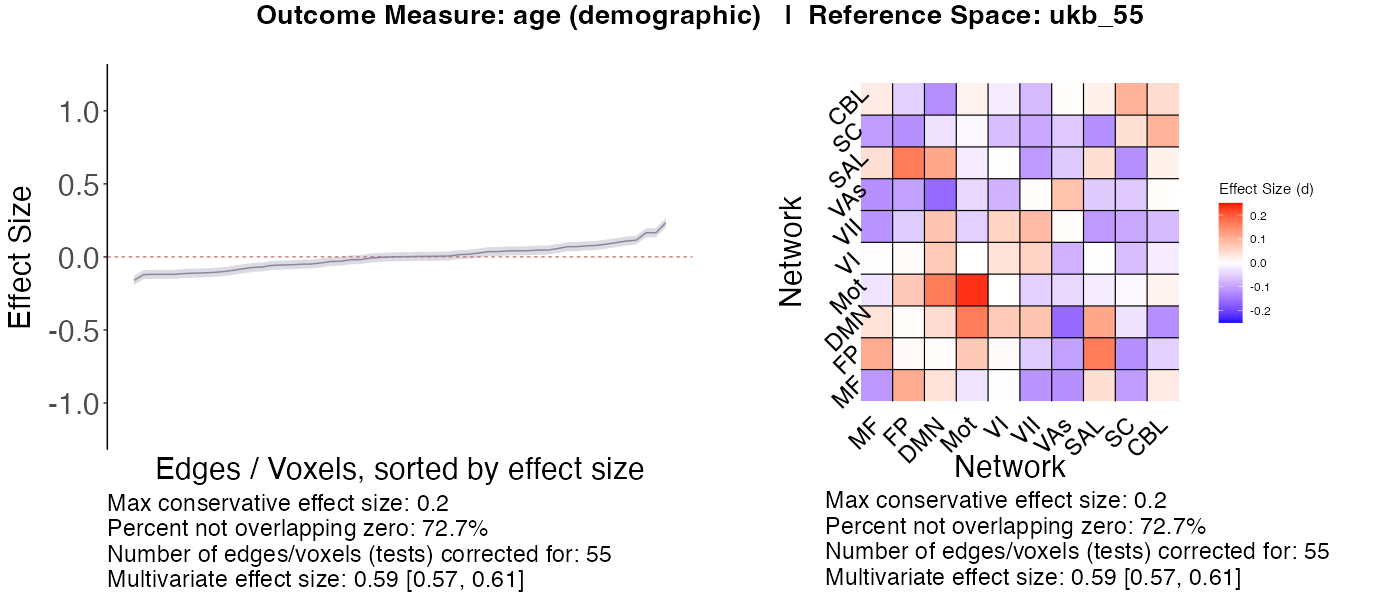 Outcome Measure: age (demographic) | Reference Space: ukb_55
Effect Size
1.0
0.5
0.0
-0.5
-1.0
Edges / Voxels, sorted by effect size
Max conservative effect size: 0.2
Percent not overlapping zero: 72.7%
Number of edges/voxels (tests) corrected for: 55
Multivariate effect size: 0.59 [0.57, 0.61]
Network
CBL
SC
SAL
VAs
VII
VI
Mot
DMN
FP
MF
MF FP DMN Mot VI VII VAs SAL SC CBL
Network
Effect Size (d)
0.2
0.1
0.0
-0.1
-0.2
Max conservative effect size: 0.2
Percent not overlapping zero: 72.7%
Number of edges/voxels (tests) corrected for: 55
Multivariate effect size: 0.59 [0.57, 0.61]